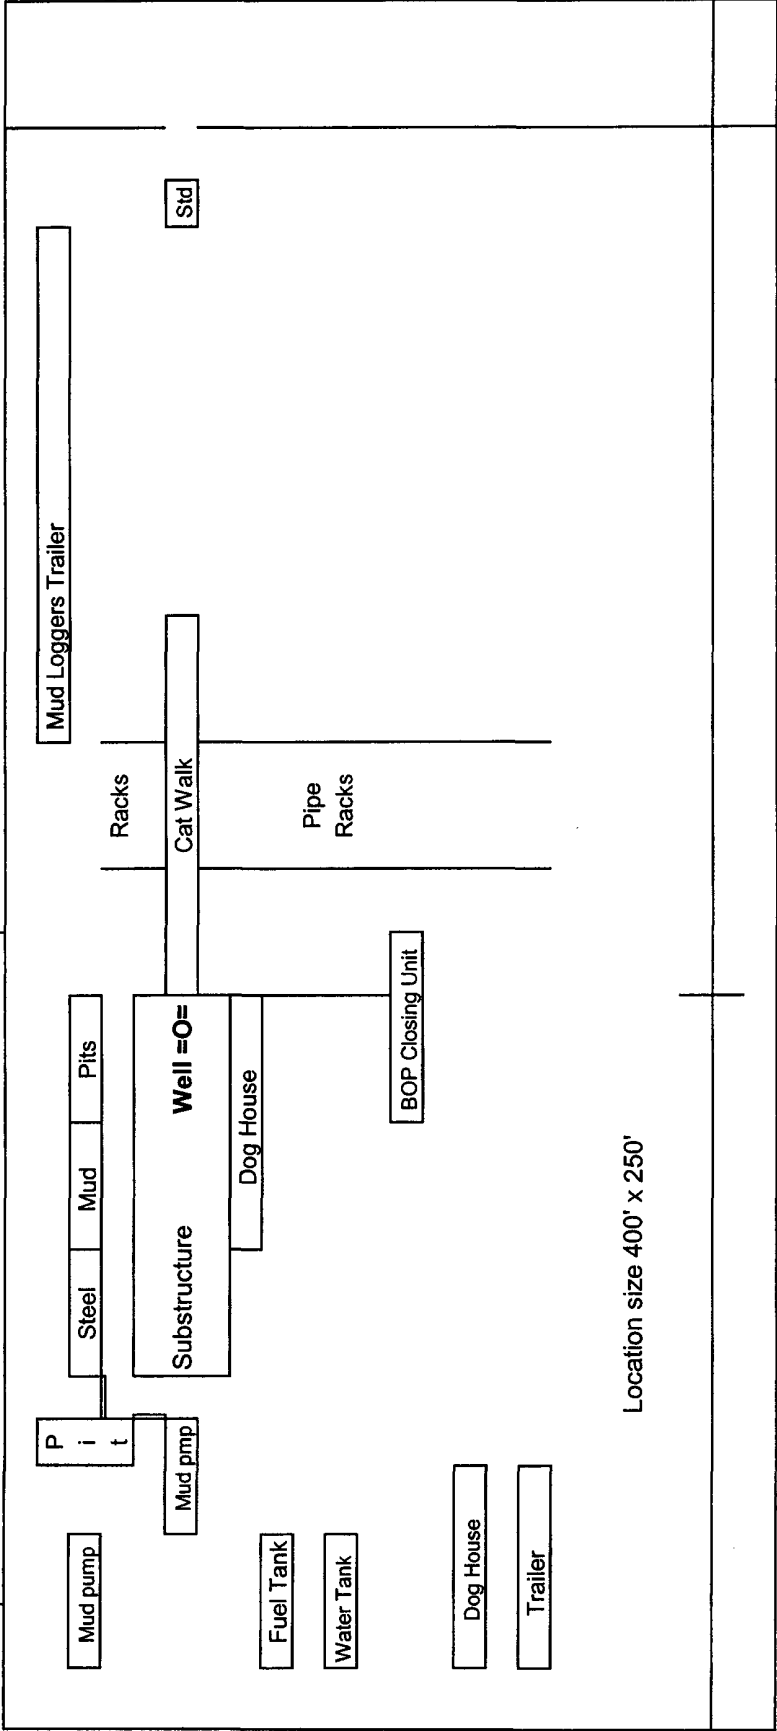 Mud Loggers Trailer
Steel Mud Pits
P
i
t
Racks
Mud pump
Mud pmp
Substructure
Well =O=
Cat Walk
Std
Dog House
Fuel Tank
Pipe
Racks
Water Tank
BOP Closing Unit
Dog House
Trailer
Location size 400' x 250'